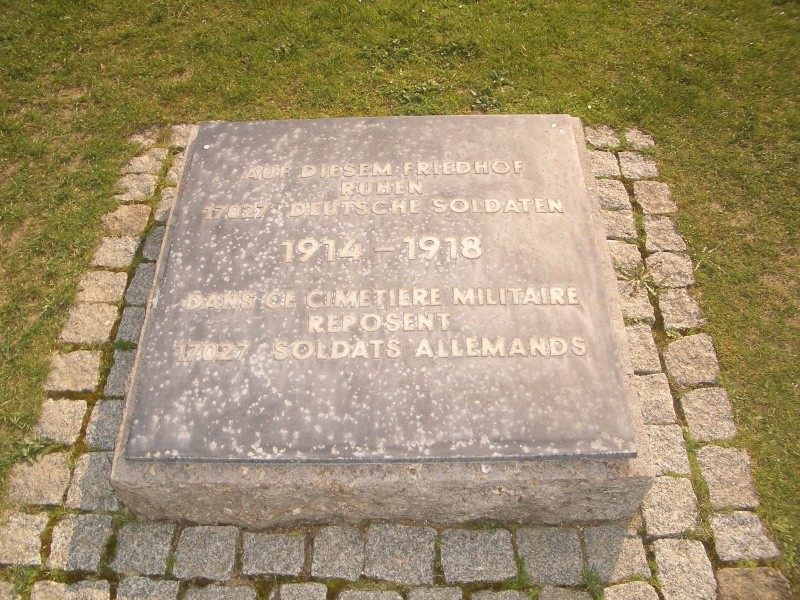 AUF DIESEM FRIEDHOF
RUHEN
17027 DEUTSCHE SOLDATEN
1914 – 1918
DANS CE CIMETIERE MILITAIRE
REPOSENT
17027 SOLDATS ALLEMANDS